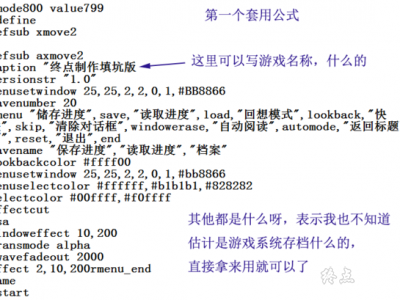 mode800 value799
define
第一个套用公式
efsub xmove2
efsub axmove2
aption "终点制作填坑版
这里可以写游戏名称，什么的
ersionstr "1.0"
enusetwindow 25,25,2,2,0,1,#BB8866
avenumber 20
menu "储存进度",save,"读取进度",load,"回想模式",lookback,"快
",skip,"清除对话框",windowerase,"自动阅读",automode,"返回标题
",reset,"退出",end
avename "保存进度","读取进度","档案"
ookbackcolor #ffff00
enusetwindow 25,25,2,2,0,1,#bb8866
enuselectcolor #ffffff,#b1b1b1,#828282
electcolor #00ffff,#f0ffff
ffectcut
sa
其他都是什么呀，表示我也不知道
indoweffect 10,200
估计是游戏系统存档什么的，
ransmode alpha
wavefadeout 2000
直接拿来用就可以了
ffect 2,10,200rmenu_end
ame
start
终点